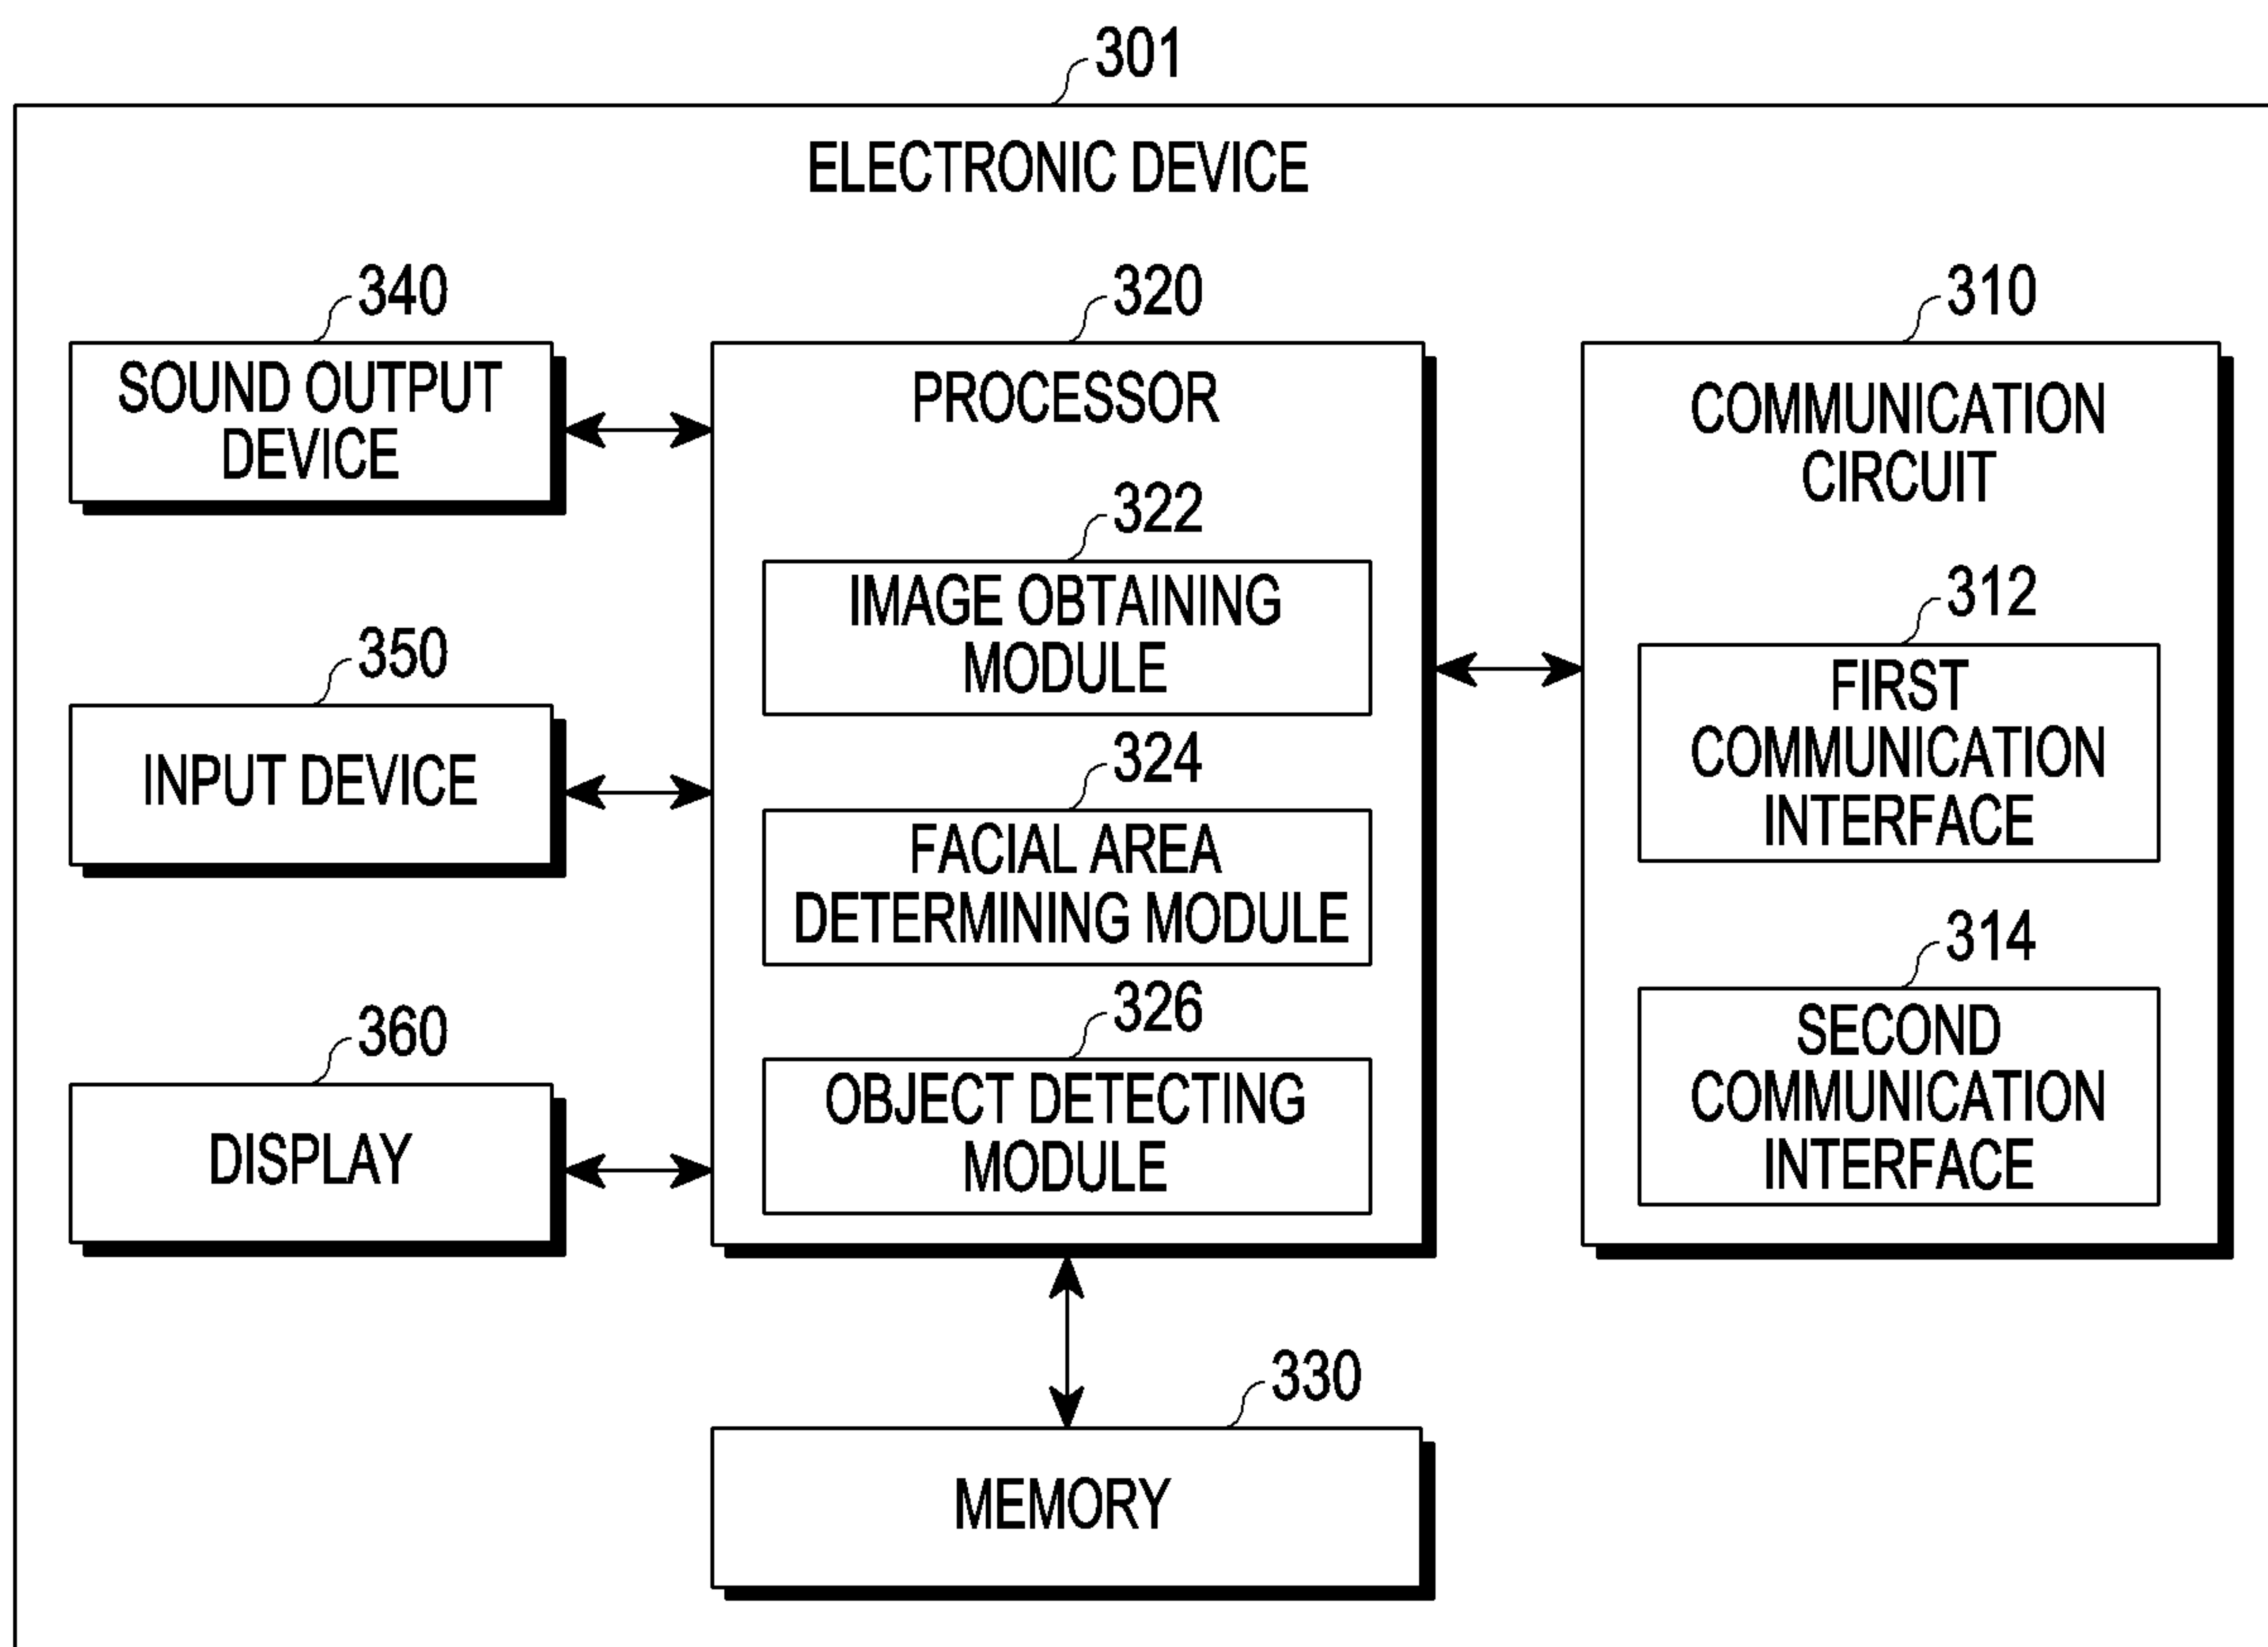 301
ELECTRONIC DEVICE
340
SOUND OUTPUT
DEVICE
350
INPUT DEVICE
360
DISPLAY
320
PROCESSOR
322
IMAGE OBTAINING
MODULE
324
FACIAL AREA
DETERMINING MODULE
326
OBJECT DETECTING
MODULE
310
COMMUNICATION
CIRCUIT
312
FIRST
COMMUNICATION
INTERFACE
314
SECOND
COMMUNICATION
INTERFACE
330
MEMORY